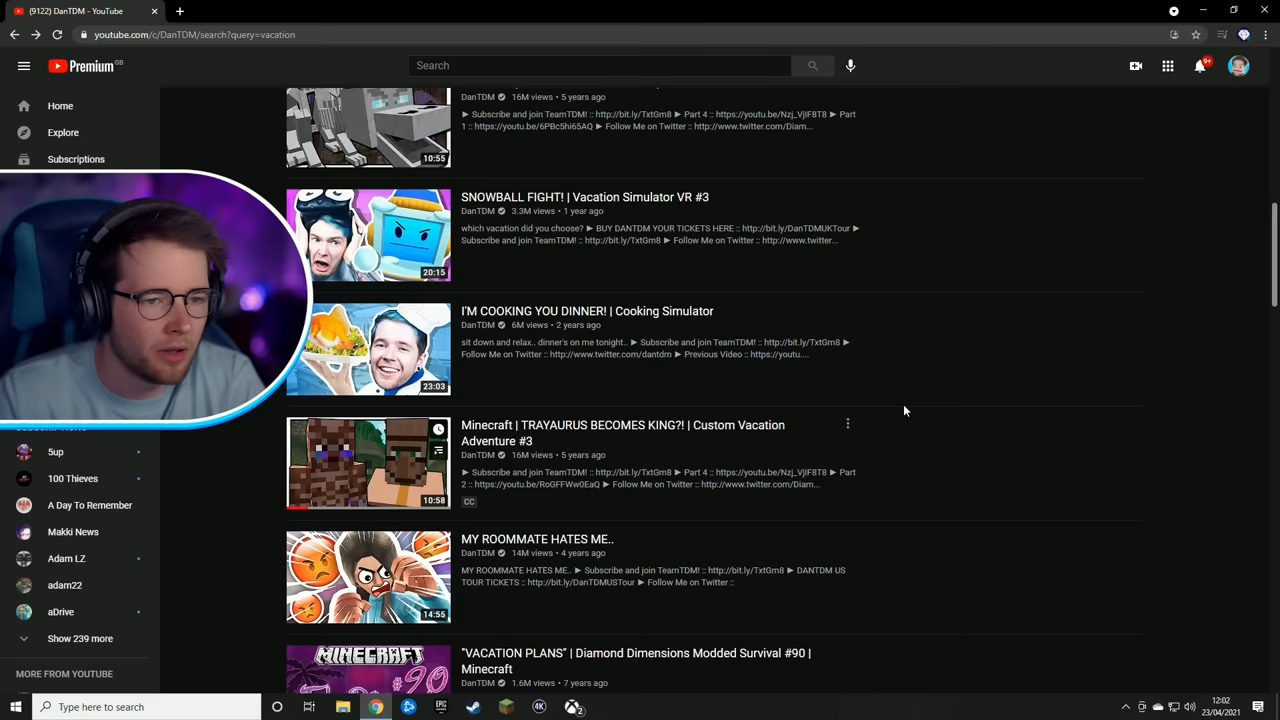 (9122) DanTDM - YouTube
youtube.com/c/DanTDM/search?query=vacation
Premium GB
Search
9+
Home
Explore
Subscriptions
5up
100 Thieves
A Day To Remember
Makki News
Adam LZ
adam22
aDrive
Show 239 more
MORE FROM YOUTUBE
DanTDM 16M views • 5 years ago
► Subscribe and join TeamTDM! :: http://bit.ly/TxtGm8 ► Part 4 :: https://youtu.be/Nzj_VjIF8T8 ► Part
1 :: https://youtu.be/6PBc5hi65AQ ► Follow Me on Twitter :: http://www.twitter.com/Diam...
10:55
SNOWBALL FIGHT! | Vacation Simulator VR #3
DanTDM 3.3M views • 1 year ago
which vacation did you choose? ► BUY DANTDM YOUR TICKETS HERE :: http://bit.ly/DanTDMUKTour ►
Subscribe and join TeamTDM! :: http://bit.ly/TxtGm8 ► Follow Me on Twitter :: http://www.twitter...
20:15
I'M COOKING YOU DINNER! | Cooking Simulator
DanTDM 6M views • 2 years ago
sit down and relax.. dinner's on me tonight.. ► Subscribe and join TeamTDM! :: http://bit.ly/TxtGm8 ►
Follow Me on Twitter :: http://www.twitter.com/dantdm ► Previous Video :: https://youtu....
23:03
Minecraft | TRAYAURUS BECOMES KING?! | Custom Vacation
Adventure #3
DanTDM 16M views • 5 years ago
► Subscribe and join TeamTDM! :: http://bit.ly/TxtGm8 ► Part 4 :: https://youtu.be/Nzj_VjIF8T8 ► Part
2 :: https://youtu.be/RoGFFWw0EaQ ► Follow Me on Twitter :: http://www.twitter.com/Diam...
CC
10:58
MY ROOMMATE HATES ME..
DanTDM 14M views • 4 years ago
MY ROOMMATE HATES ME.. ► Subscribe and join TeamTDM! :: http://bit.ly/TxtGm8 ► DANTDM US
TOUR TICKETS :: http://bit.ly/DanTDMUSTour ► Follow Me on Twitter ::
14:55
MINECRAFT
#90
"VACATION PLANS" | Diamond Dimensions Modded Survival #90 |
Minecraft
DanTDM 1.6M views • 7 years ago
Type here to search
EPIC
4K
2
12:02
23/04/2021